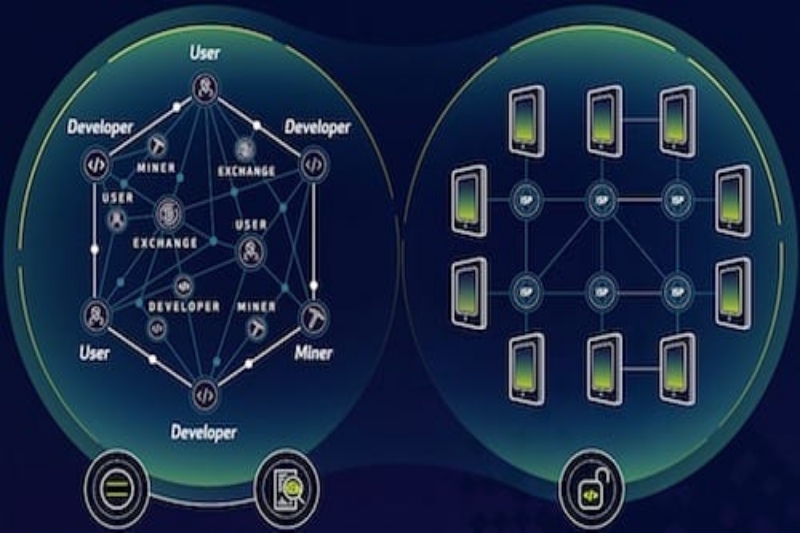 User
Developer
Developer
MINER
EXCHANGE
USER
EXCHANGE
USER
DEVELOPER
MINER
User
Miner
Developer
ISP
ISP
ISP
ISP
ISP
ISP